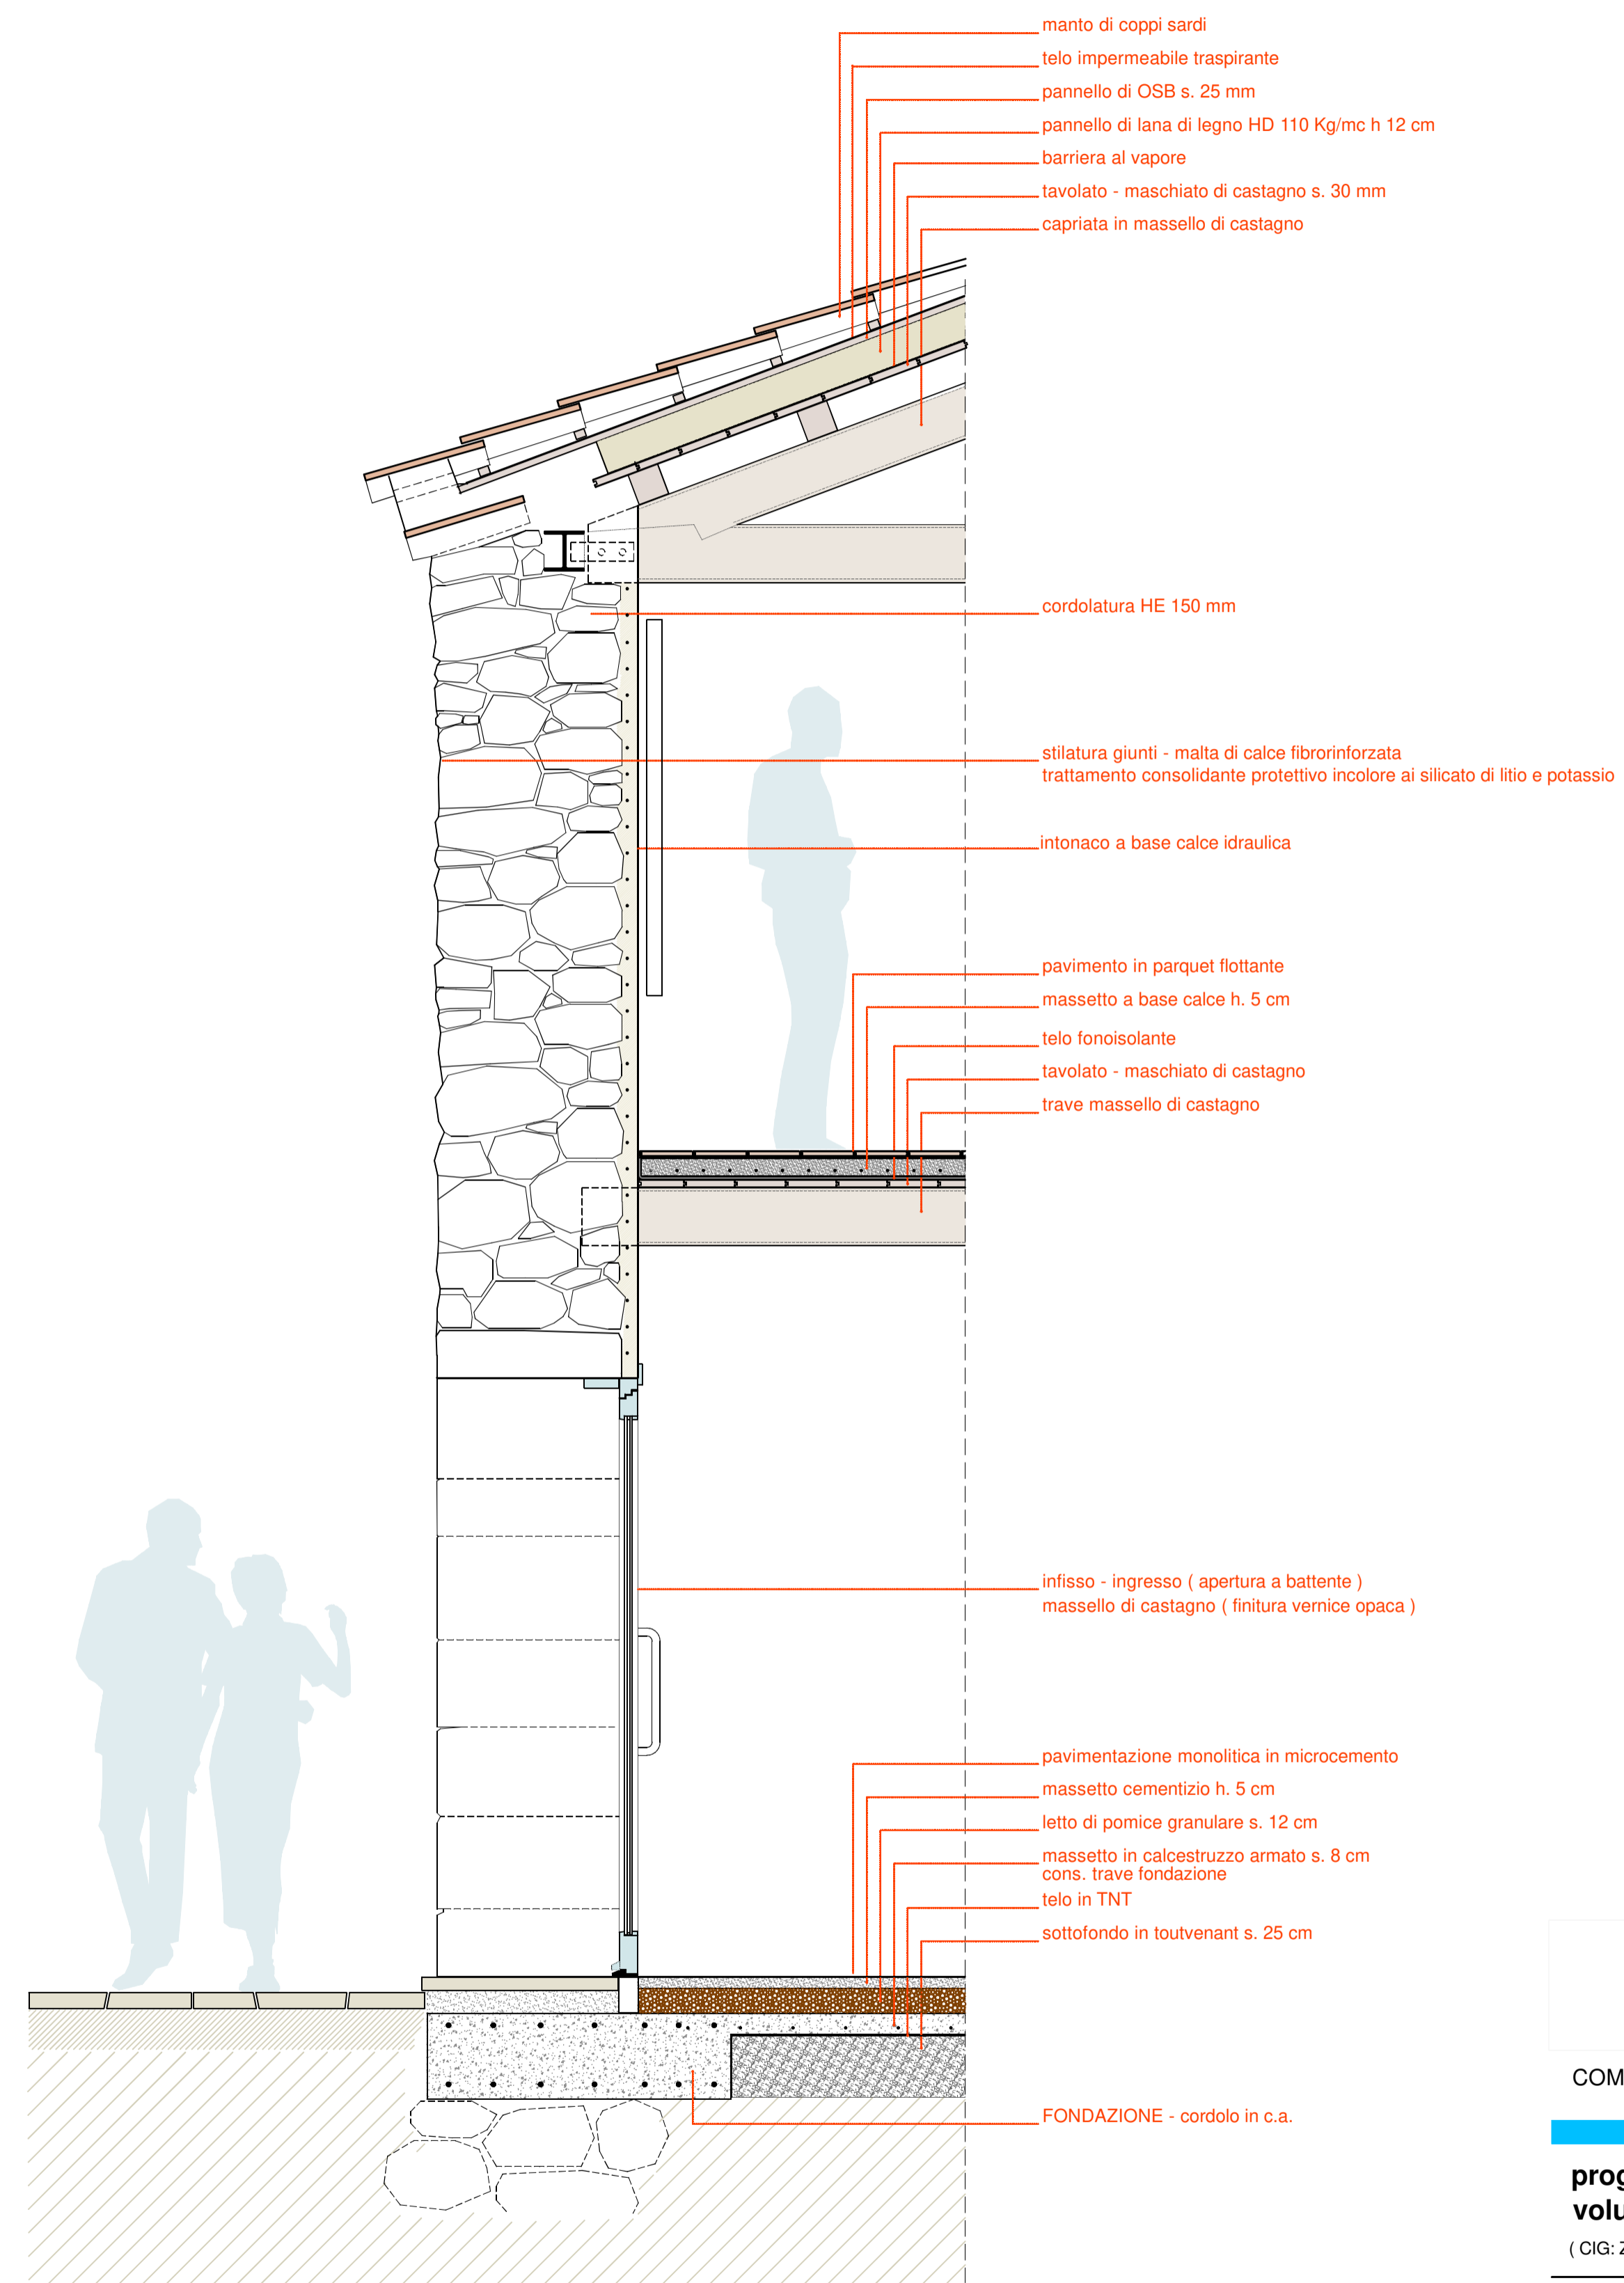 manto di coppi sardi
telo impermeabile traspirante
pannello di OSB s. 25 mm
pannello di lana di legno HD 110 Kg/mc h 12 cm
barriera al vapore
tavolato - maschiato di castagno s. 30 mm
capriata in massello di castagno
cordolatura HE 150 mm
stilatura giunti - malta di calce fibrorinforzata
trattamento consolidante protettivo incolore ai silicato di litio e potassio
intonaco a base calce idraulica
pavimento in parquet flottante
massetto a base calce h. 5 cm
telo fonoisolante
tavolato - maschiato di castagno
trave massello di castagno
infisso - ingresso ( apertura a battente )
massello di castagno ( finitura vernice opaca )
pavimentazione monolitica in microcemento
massetto cementizio h. 5 cm
letto di pomice granulare s. 12 cm
massetto in calcestruzzo armato s. 8 cm
cons. trave fondazione
telo in TNT
sottofondo in toutvenant s. 25 cm
FONDAZIONE - cordolo in c.a.
COM
prog
volu
( CIG: Z